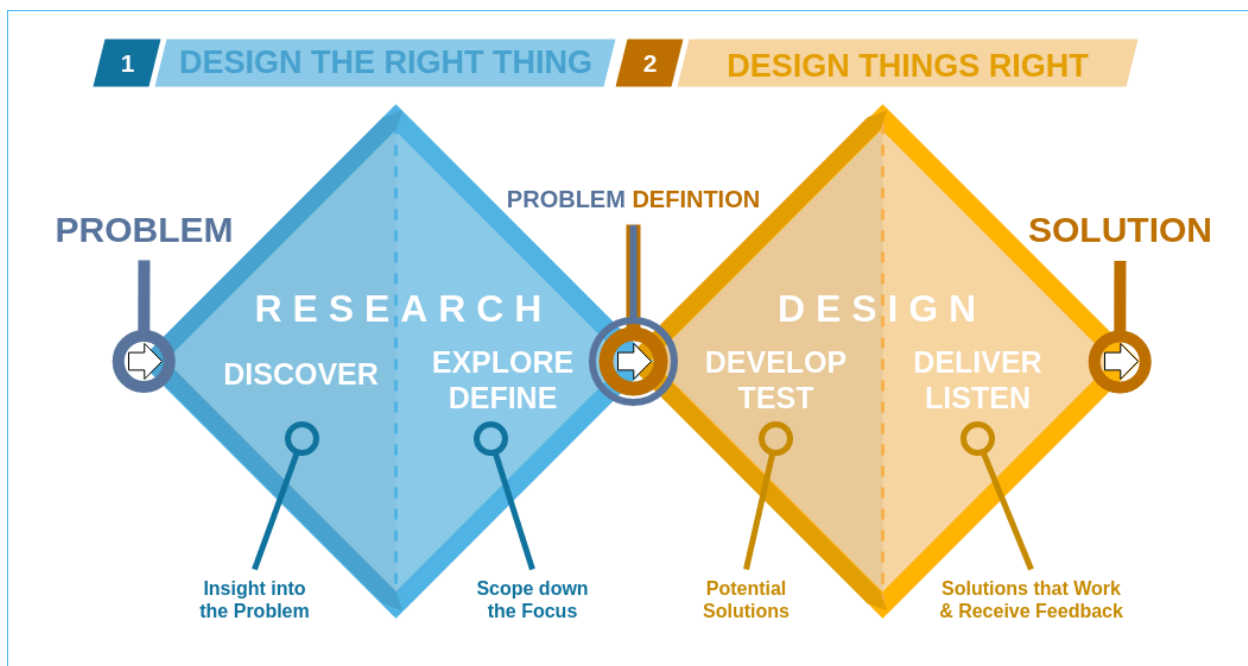 1 DESIGN THE RIGHT THING 2 DESIGN THINGS RIGHT
PROBLEM DEFINTION
PROBLEM
SOLUTION
RESEARCH
DISCOVER
EXPLORE
DEFINE
DESIGN
DEVELOP
TEST
DELIVER
LISTEN
Insight into
the Problem
Scope down
the Focus
Potential
Solutions
Solutions that Work
& Receive Feedback